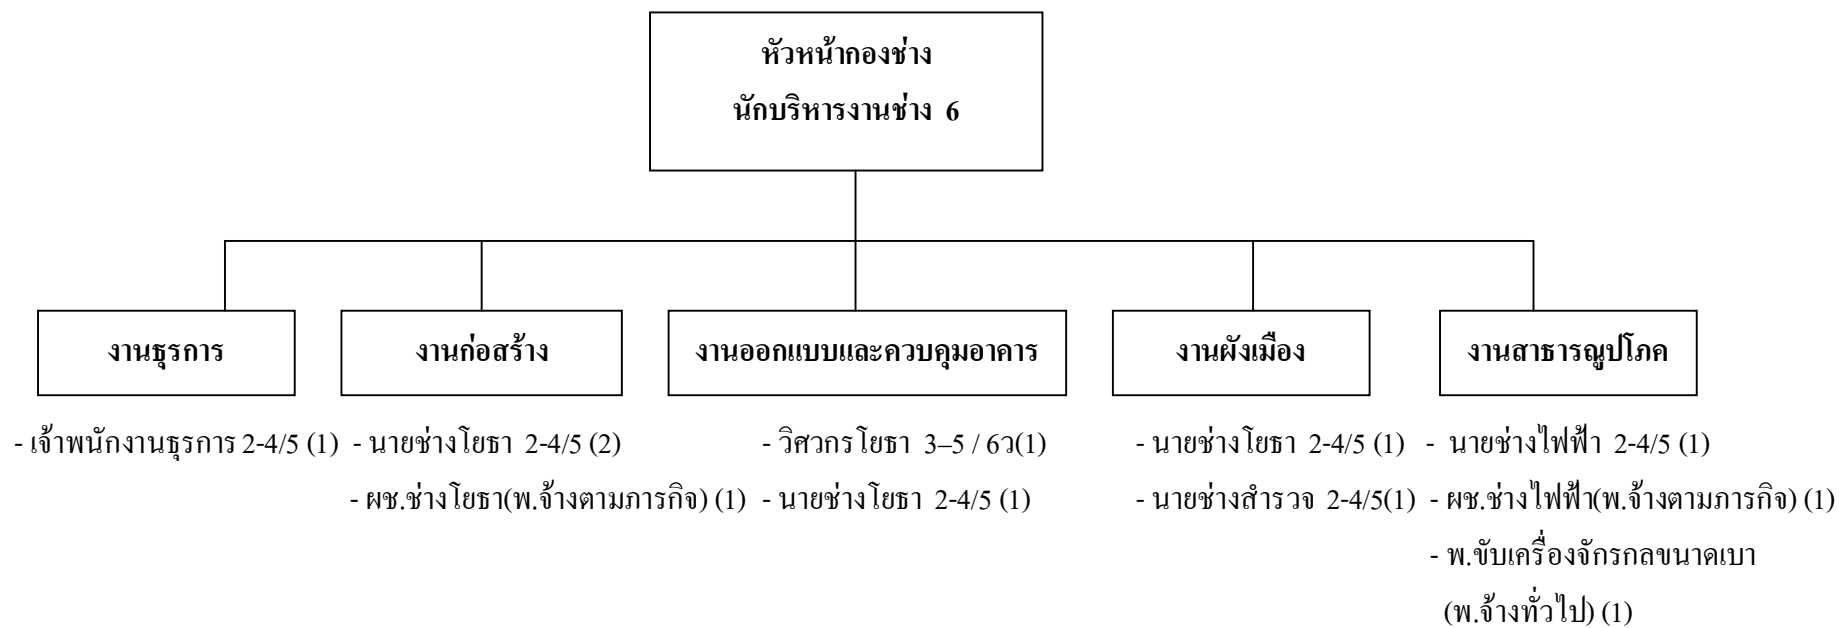 หัวหน้ากองช่าง
นักบริหารงานช่าง 6
งานธุรการ
งานก่อสร้าง
งานออกแบบและควบคุมอาคาร
งานผังเมือง
งานสาธารณูปโภค
- เจ้าพนักงานธุรการ 2-4/5 (1)
- นายช่างโยธา 2-4/5 (2)
- ผช.ช่างโยธา(พ.จ้างตามภารกิจ) (1)
- วิศวกรโยธา 3–5 / 6ว(1)
- นายช่างโยธา 2-4/5 (1)
- นายช่างโยธา 2-4/5 (1)
- นายช่างสำรวจ 2-4/5(1)
- นายช่างไฟฟ้า 2-4/5 (1)
- ผช.ช่างไฟฟ้า(พ.จ้างตามภารกิจ) (1)
- พ.ขับเครื่องจักรกลขนาดเบา
(พ.จ้างทั่วไป) (1)